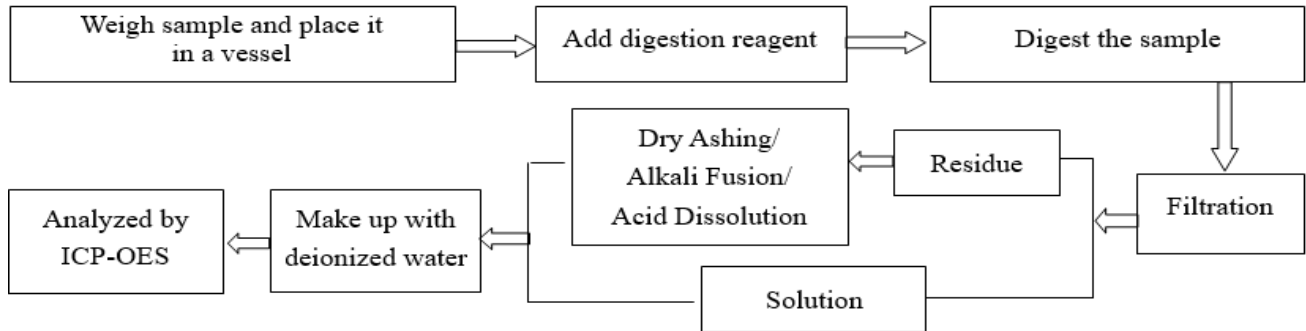 Weigh sample and place it
in a vessel
Add digestion reagent
Digest the sample
Dry Ashing/
Alkali Fusion/
Acid Dissolution
Residue
Filtration
Analyzed by
ICP-OES
Make up with
deionized water
Solution